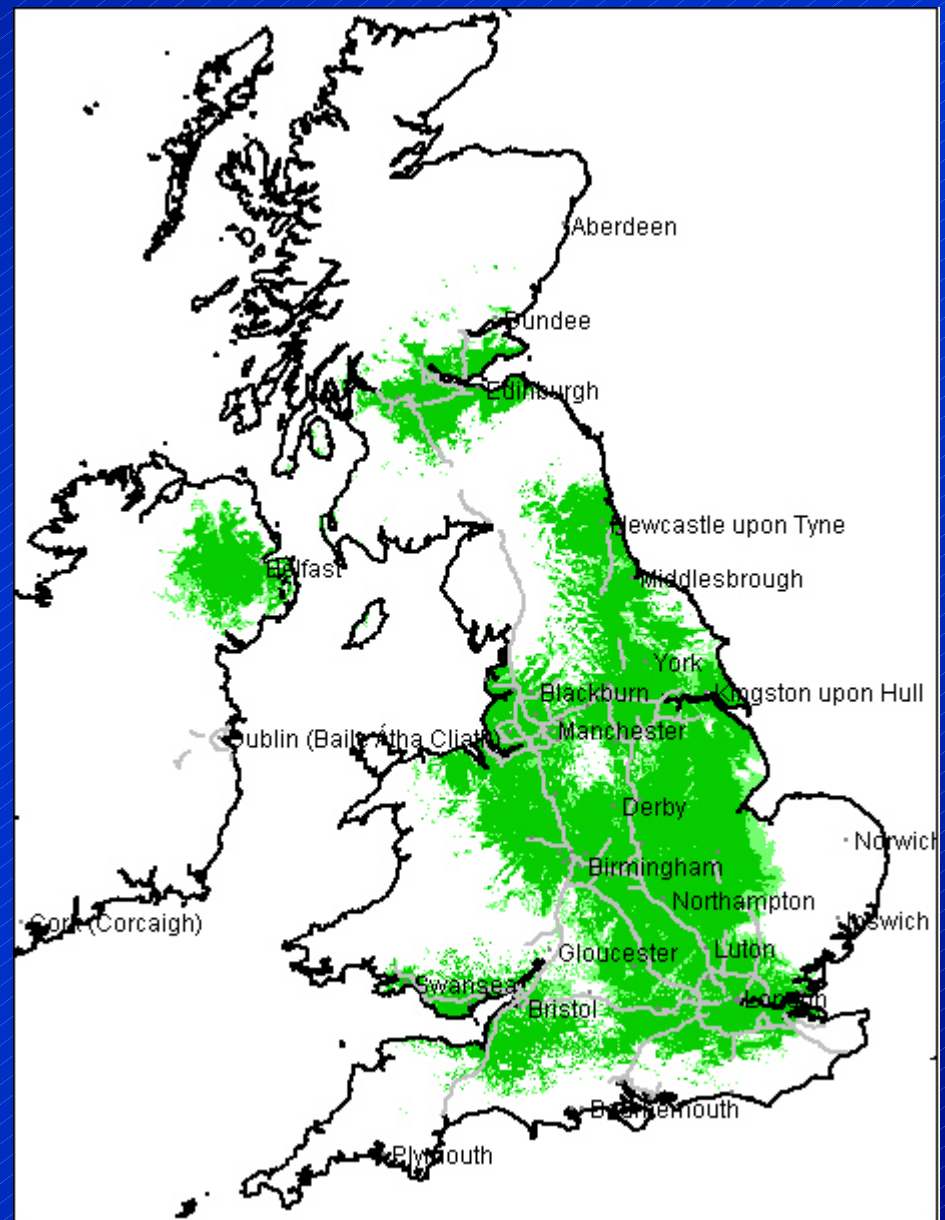 Aberdeen
Dundee
Edinburgh
Newcastle upon Tyne
Belfast
Middlesbrough
York
Blackburn
Kingston upon Hull
Manchester
Dublin (Baile Átha Cliath)
Derby
Norwich
Birmingham
Northampton
Cork (Corcaigh)
Ipswich
Gloucester
Luton
Swansea
London
Bristol
Bournemouth
Plymouth